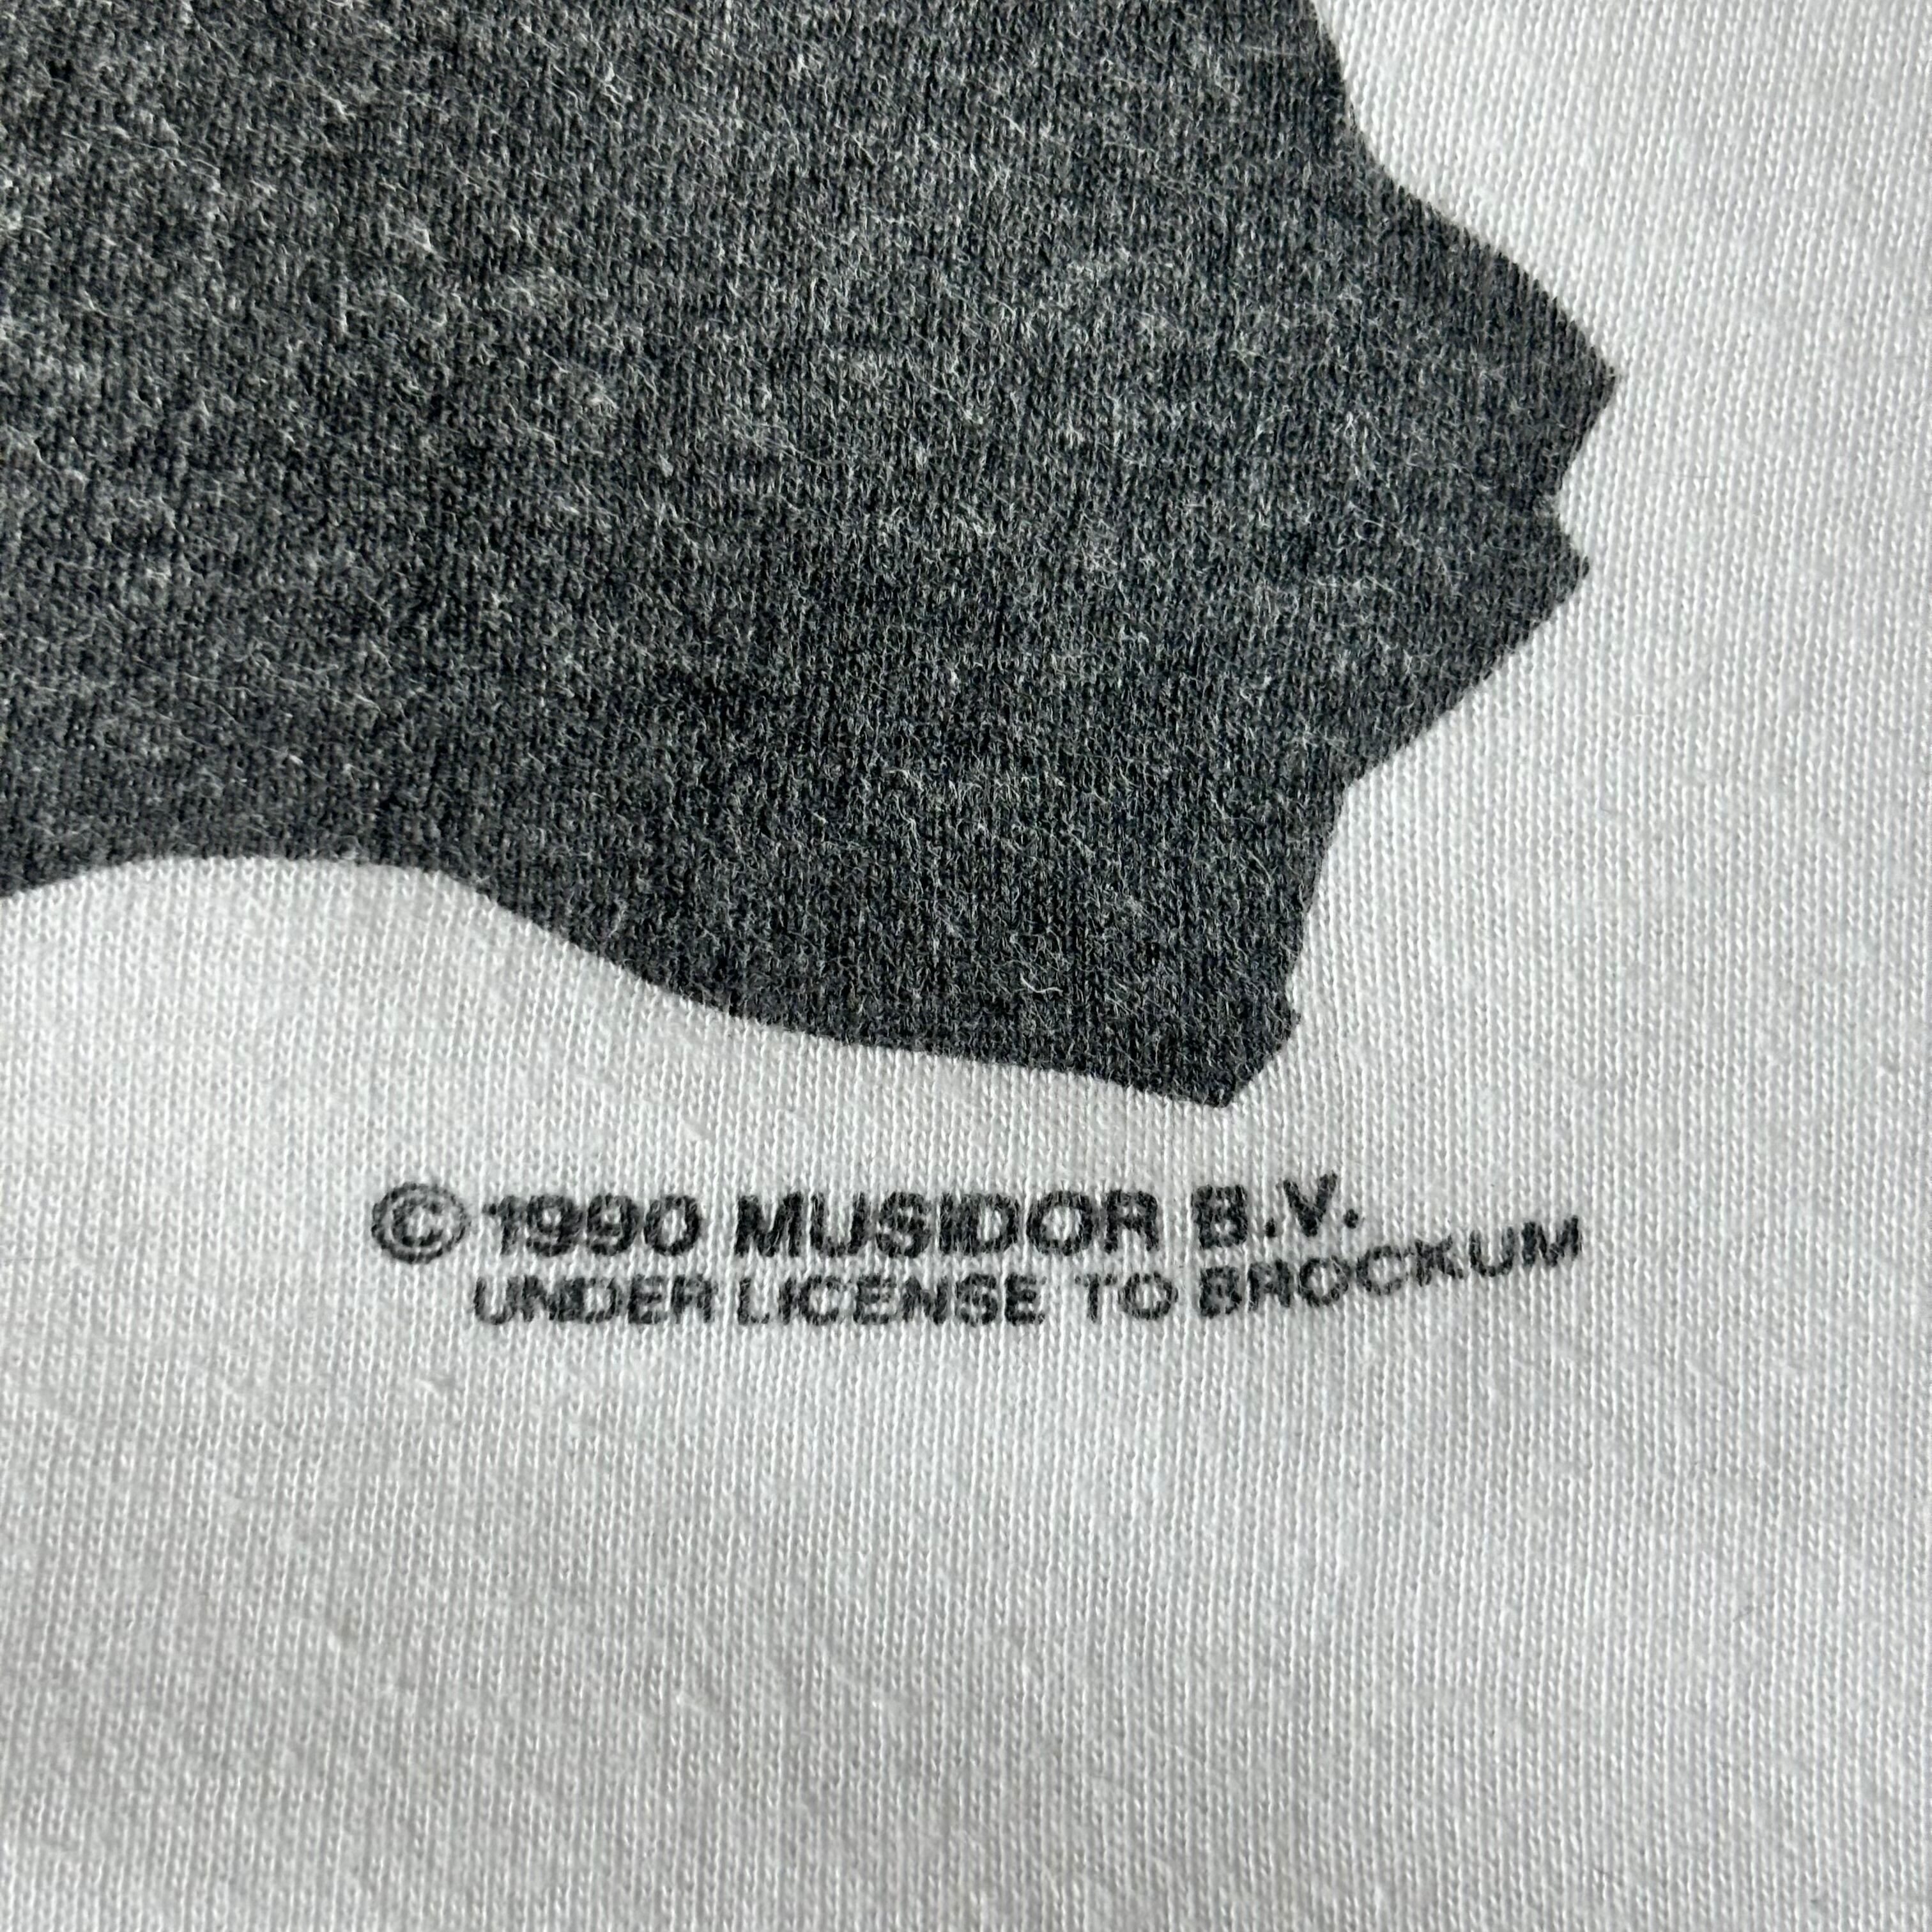 © 1990 MUSIDOR B.V.
UNDER LICENSE TO BROCKUM